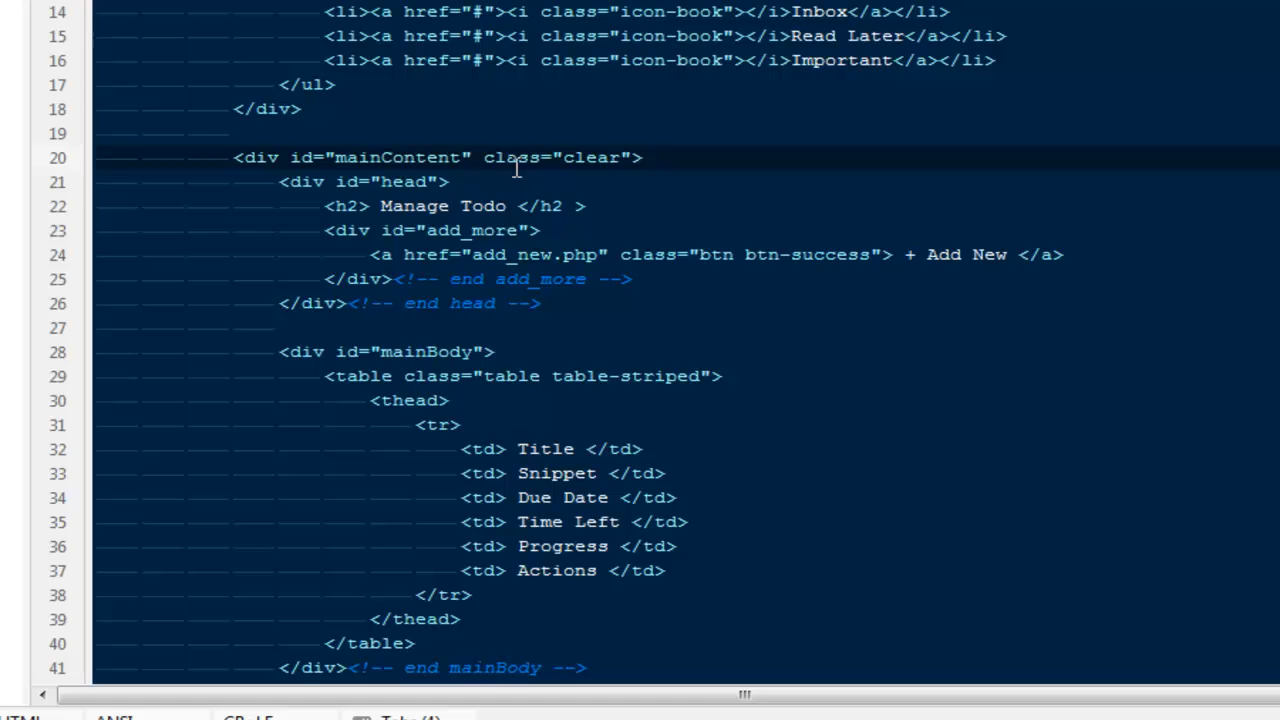 14 <li><a href="#"><i class="icon-book"></i>Inbox</a></li>
15 <li><a href="#"><i class="icon-book"></i>Read Later</a></li>
16 <li><a href="#"><i class="icon-book"></i>Important</a></li>
17 </ul>
18 </div>
19
20 <div id="mainContent" class="clear">
21 <div id="head">
22 <h2> Manage Todo </h2 >
23 <div id="add_more">
24 <a href="add_new.php" class="btn btn-success"> + Add New </a>
25 </div><!-- end add_more -->
26 </div><!-- end head -->
27
28 <div id="mainBody">
29 <table class="table table-striped">
30 <thead>
31 <tr>
32 <td> Title </td>
33 <td> Snippet </td>
34 <td> Due Date </td>
35 <td> Time Left </td>
36 <td> Progress </td>
37 <td> Actions </td>
38 </tr>
39 </thead>
40 </table>
41 </div><!-- end mainBody -->
HTML ANSI CR+LF Tabs (4)